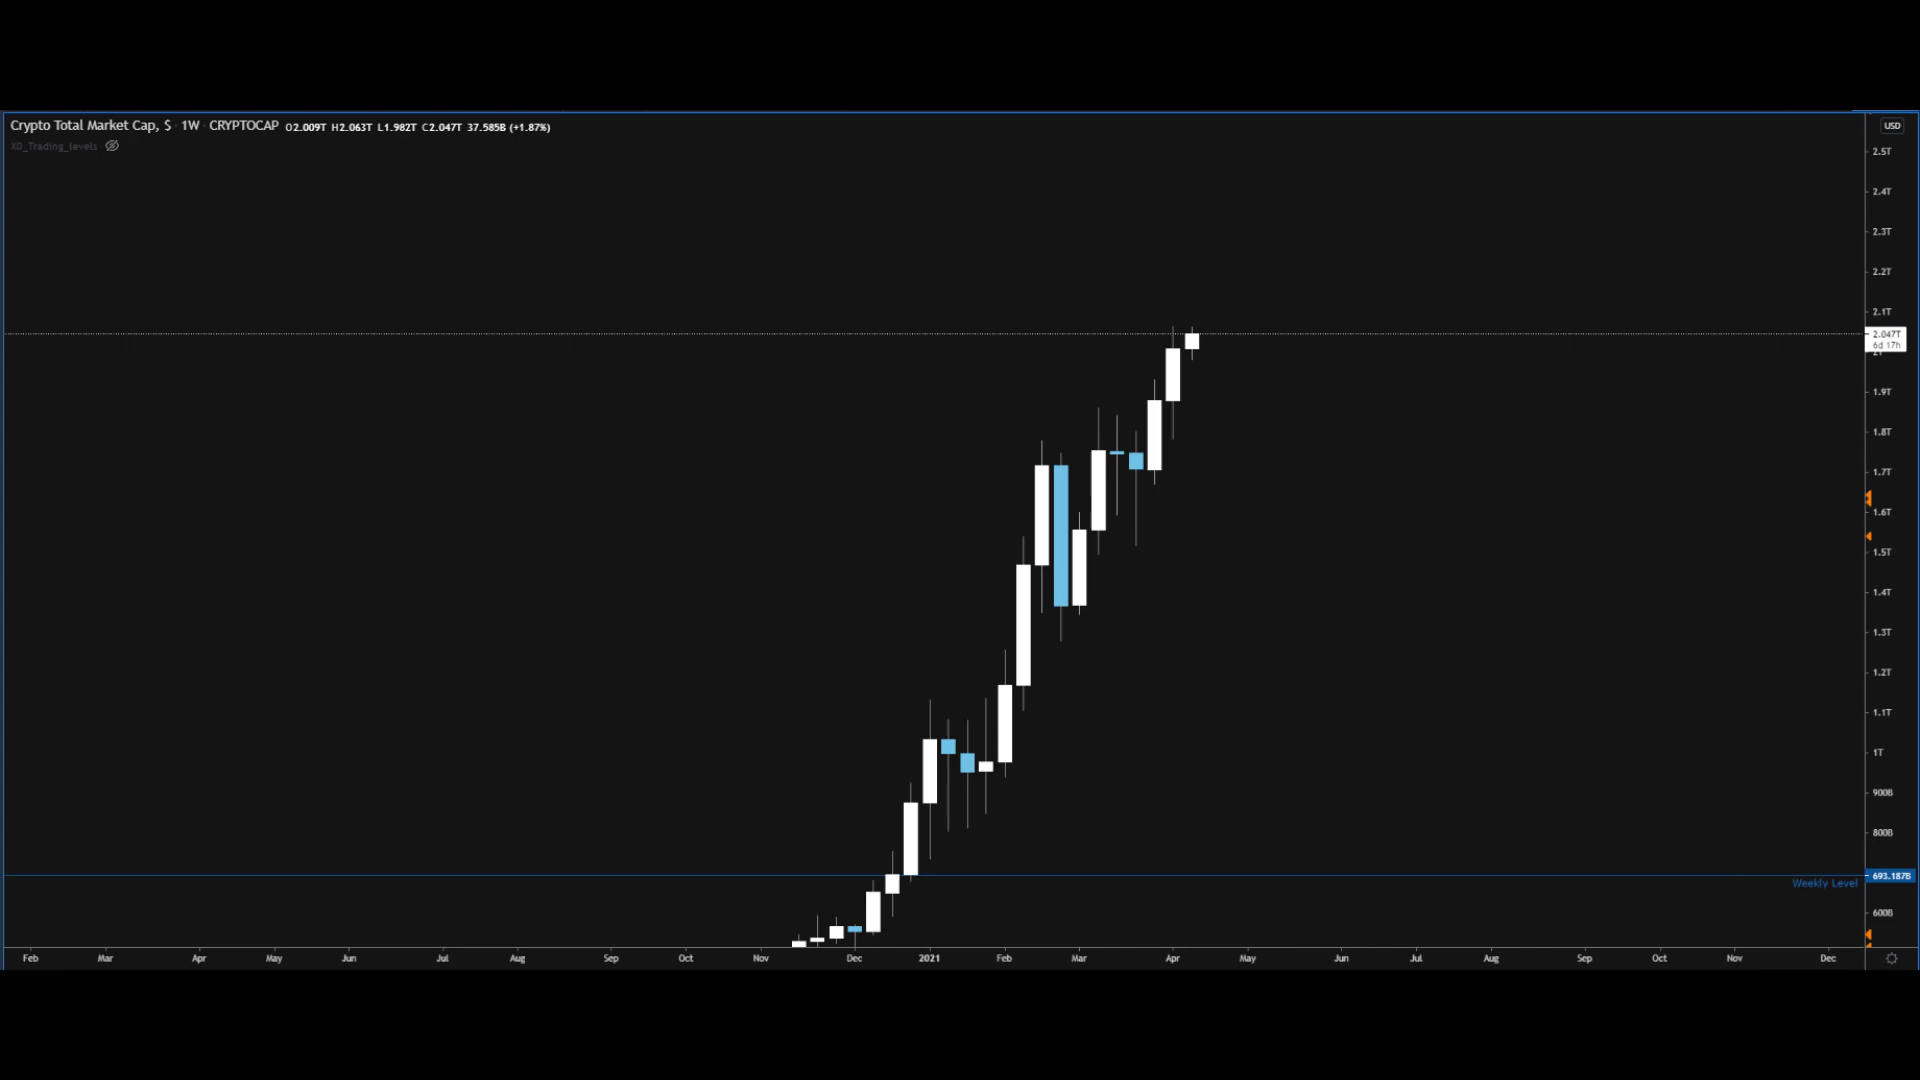 Crypto Total Market Cap, $ · 1W · CRYPTOCAP O2.009T H2.063T L1.982T C2.047T 37.585B (+1.87%)
X0_Trading_levels
USD
2.5T
2.4T
2.3T
2.2T
2.1T
2.047T
6d 17h
2T
1.9T
1.8T
1.7T
1.6T
1.5T
1.4T
1.3T
1.2T
1.1T
1T
900B
800B
693.187B
Weekly Level
600B
Feb Mar Apr May Jun Jul Aug Sep Oct Nov Dec 2021 Feb Mar Apr May Jun Jul Aug Sep Oct Nov Dec